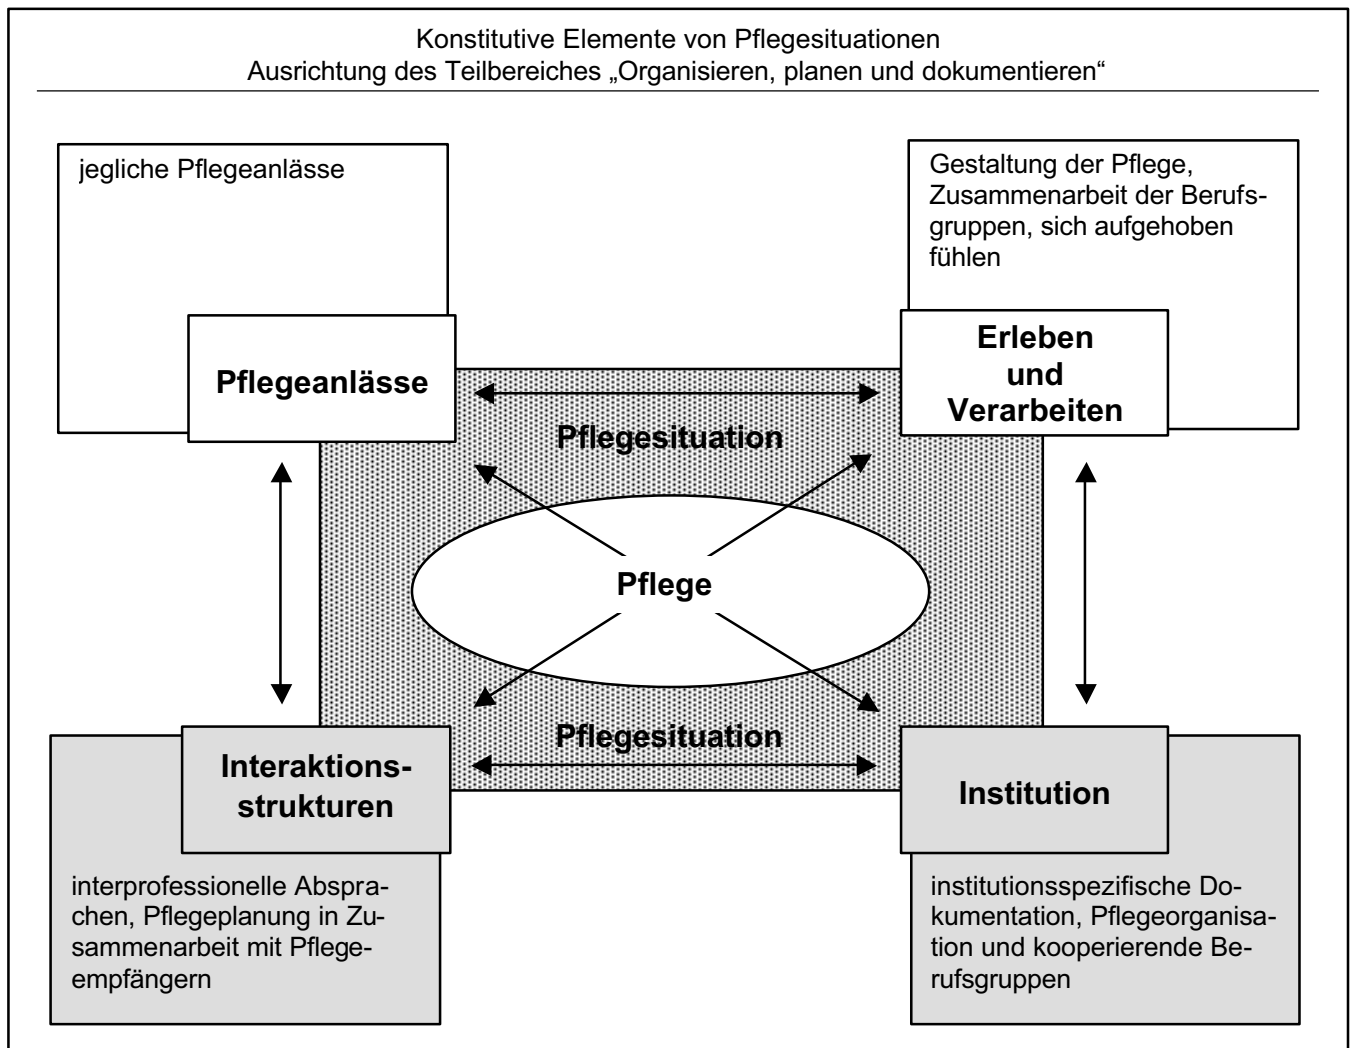 Konstitutive Elemente von Pflegesituationen
Ausrichtung des Teilbereiches „Organisieren, planen und dokumentieren“
jegliche Pflegeanlässe
Pflegeanlässe
Gestaltung der Pflege,
Zusammenarbeit der Berufs-
gruppen, sich aufgehoben
fühlen
Erleben
und
Verarbeiten
Pflegesituation
Pflege
Pflegesituation
Interaktions-
strukturen
interprofessionelle Abspra-
chen, Pflegeplanung in Zu-
sammenarbeit mit Pflege-
empfängern
Institution
institutionsspezifische Do-
kumentation, Pflegeorganisa-
tion und kooperierende Be-
rufsgruppen